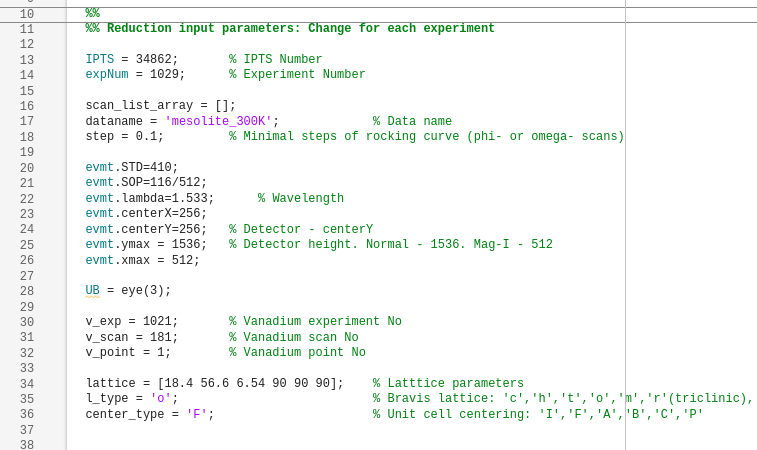 10 %%
11 %% Reduction input parameters: Change for each experiment
12
13 IPTS = 34862; % IPTS Number
14 expNum = 1029; % Experiment Number
15
16 scan_list_array = [];
17 dataname = 'mesolite_300K'; % Data name
18 step = 0.1; % Minimal steps of rocking curve (phi- or omega- scans)
19
20 evmt.STD=410;
21 evmt.SOP=116/512;
22 evmt.lambda=1.533; % Wavelength
23 evmt.centerX=256;
24 evmt.centerY=256; % Detector - centerY
25 evmt.ymax = 1536; % Detector height. Normal - 1536. Mag-I - 512
26 evmt.xmax = 512;
27
28 UB = eye(3);
29
30 v_exp = 1021; % Vanadium experiment No
31 v_scan = 181; % Vanadium scan No
32 v_point = 1; % Vanadium point No
33
34 lattice = [18.4 56.6 6.54 90 90 90]; % Latttice parameters
35 l_type = 'o'; % Bravis lattice: 'c','h','t','o','m','r'(triclinic),
36 center_type = 'F'; % Unit cell centering: 'I','F','A','B','C','P'
37
38